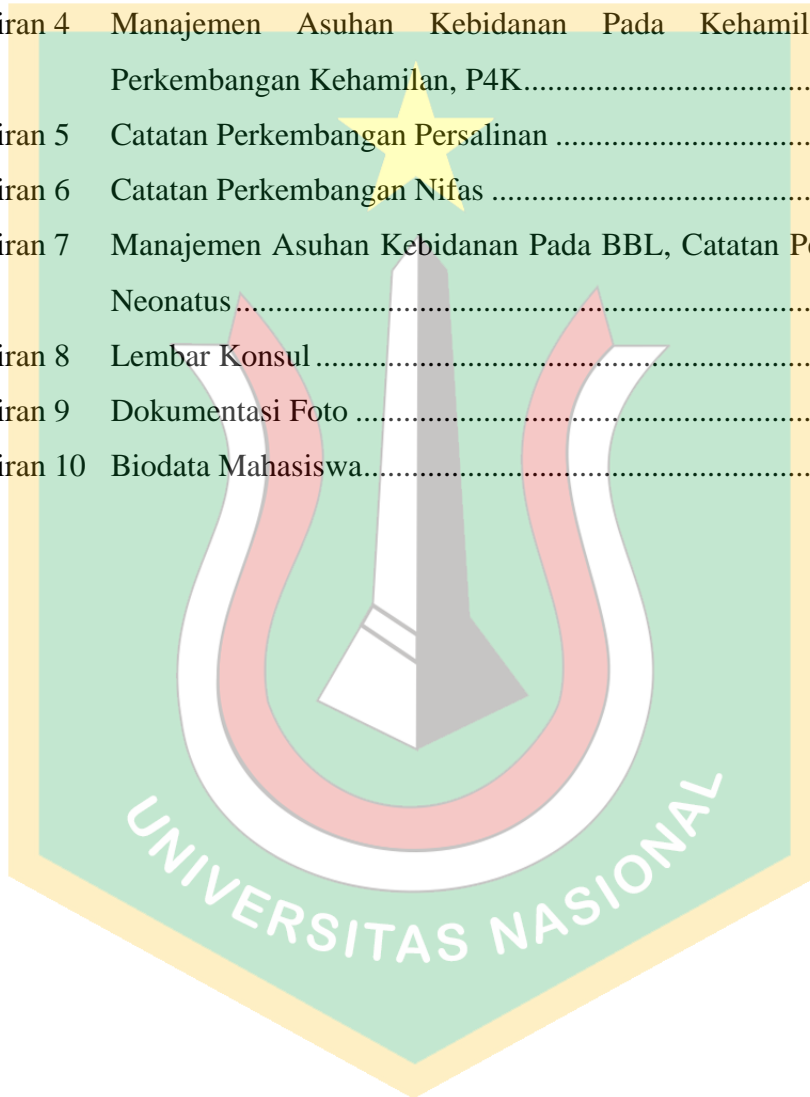 iran 4 Manajemen Asuhan Kebidanan Pada Kehamil
Perkembangan Kehamilan, P4K....................................
iran 5 Catatan Perkembangan Persalinan ................................
iran 6 Catatan Perkembangan Nifas ........................................
iran 7 Manajemen Asuhan Kebidanan Pada BBL, Catatan Pe
Neonatus........................................................................
iran 8 Lembar Konsul..............................................................
iran 9 Dokumentasi Foto ........................................................
iran 10 Biodata Mahasiswa.......................................................
UNIVERSITAS NASIONAL